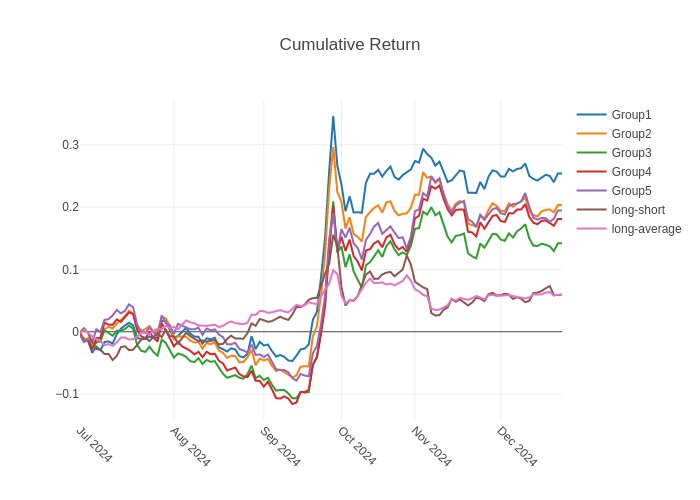 Cumulative Return
0.3
0.2
0.1
0
−0.1
Jul 2024
Aug 2024
Sep 2024
Oct 2024
Nov 2024
Dec 2024
Group1
Group2
Group3
Group4
Group5
long-short
long-average